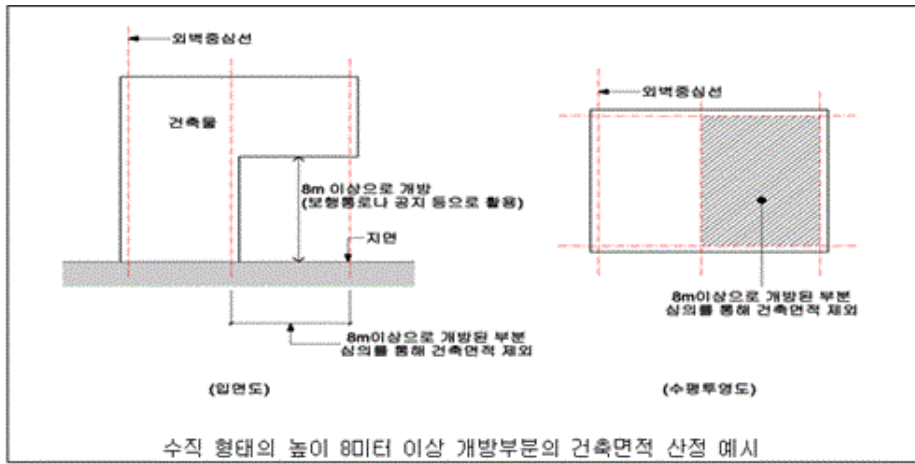 외벽중심선
건축물
8m 이상으로 개방
(보행통로나 공지 등으로 활용)
지면
8m이상으로 개방된 부분
심의를 통해 건축면적 제외
(입면도)
외벽중심선
8m이상으로 개방된 부분
심의를 통해 건축면적 제외
(수평투영도)
수직 형태의 높이 8미터 이상 개방부분의 건축면적 산정 예시